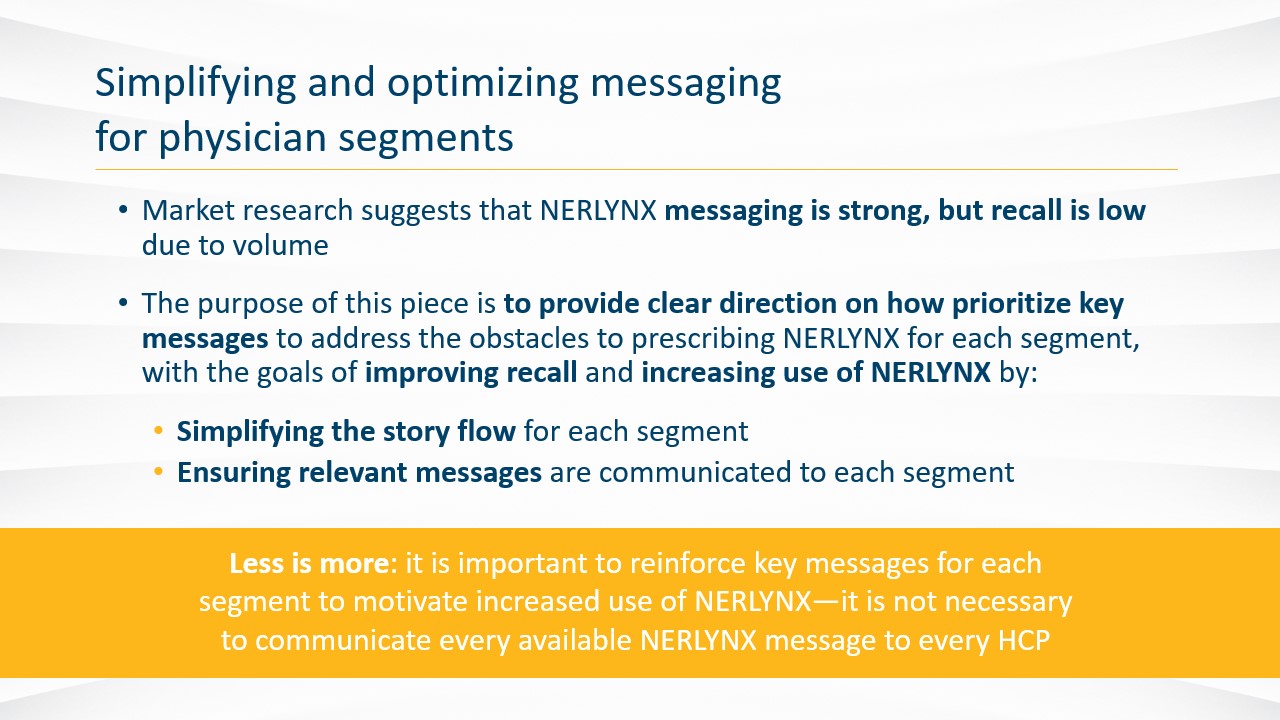 Simplifying and optimizing messaging
for physician segments
• Market research suggests that NERLYNX messaging is strong, but recall is low
due to volume
• The purpose of this piece is to provide clear direction on how prioritize key
messages to address the obstacles to prescribing NERLYNX for each segment,
with the goals of improving recall and increasing use of NERLYNX by:
• Simplifying the story flow for each segment
• Ensuring relevant messages are communicated to each segment
Less is more: it is important to reinforce key messages for each
segment to motivate increased use of NERLYNX—it is not necessary
to communicate every available NERLYNX message to every HCP